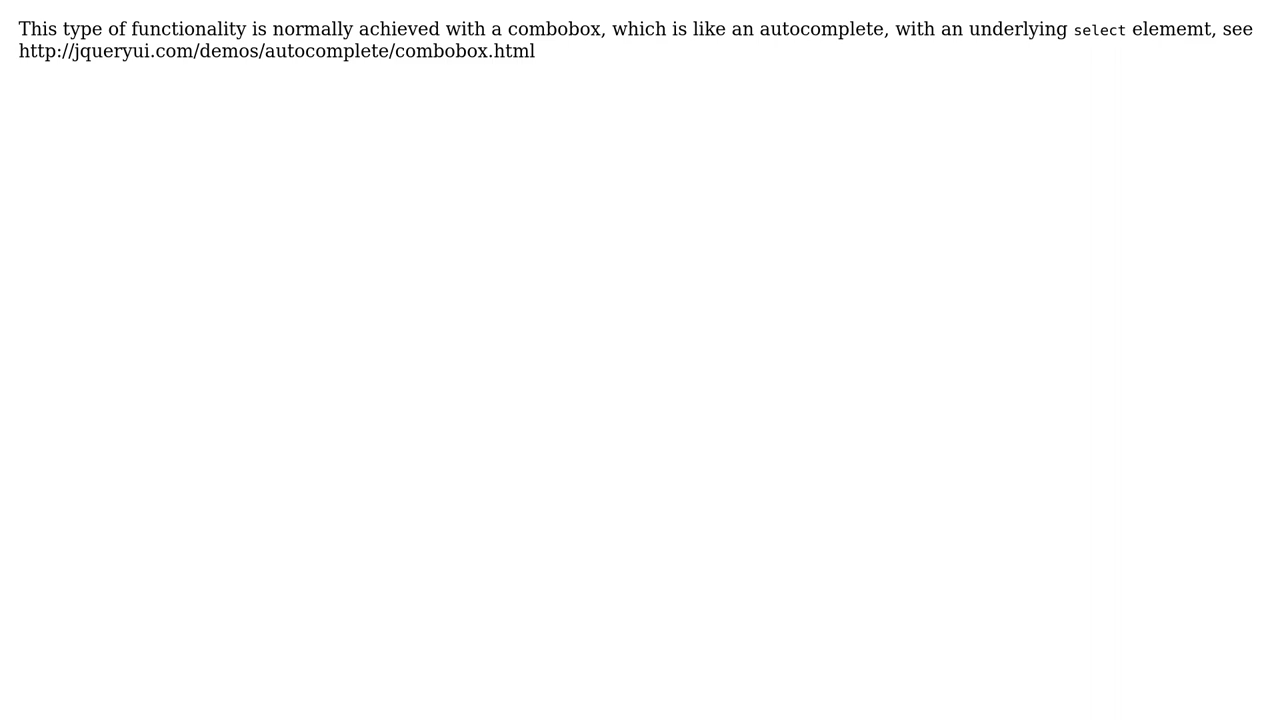 This type of functionality is normally achieved with a combobox, which is like an autocomplete, with an underlying select elememt, see
http://jqueryui.com/demos/autocomplete/combobox.html